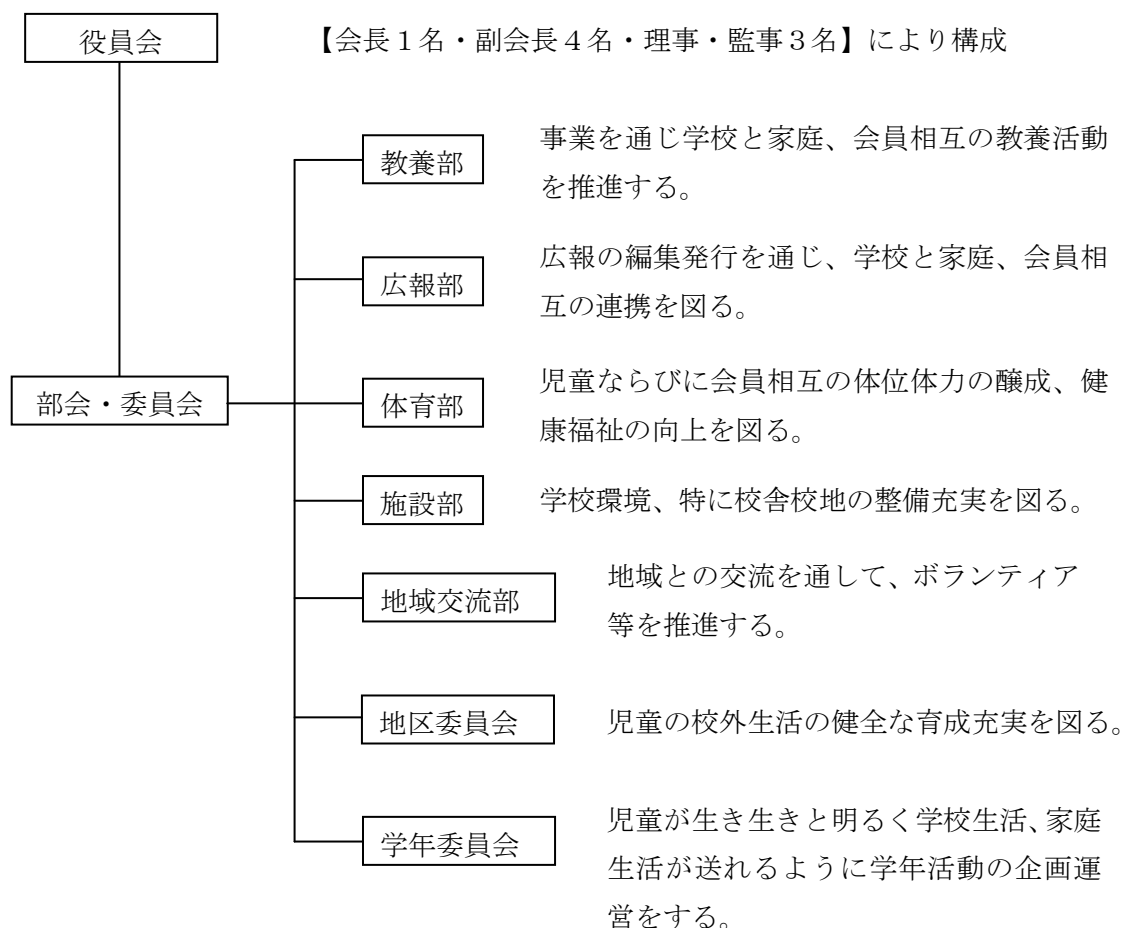 役員会
【会長１名・副会長４名・理事・監事３名】により構成
教養部
事業を通じ学校と家庭、会員相互の教養活動
を推進する。
広報部
広報の編集発行を通じ、学校と家庭、会員相
互の連携を図る。
部会・委員会
体育部
児童ならびに会員相互の体位体力の醸成、健
康福祉の向上を図る。
施設部
学校環境、特に校舎校地の整備充実を図る。
地域交流部
地域との交流を通して、ボランティア
等を推進する。
地区委員会
児童の校外生活の健全な育成充実を図る。
学年委員会
児童が生き生きと明るく学校生活、家庭
生活が送れるように学年活動の企画運
営をする。